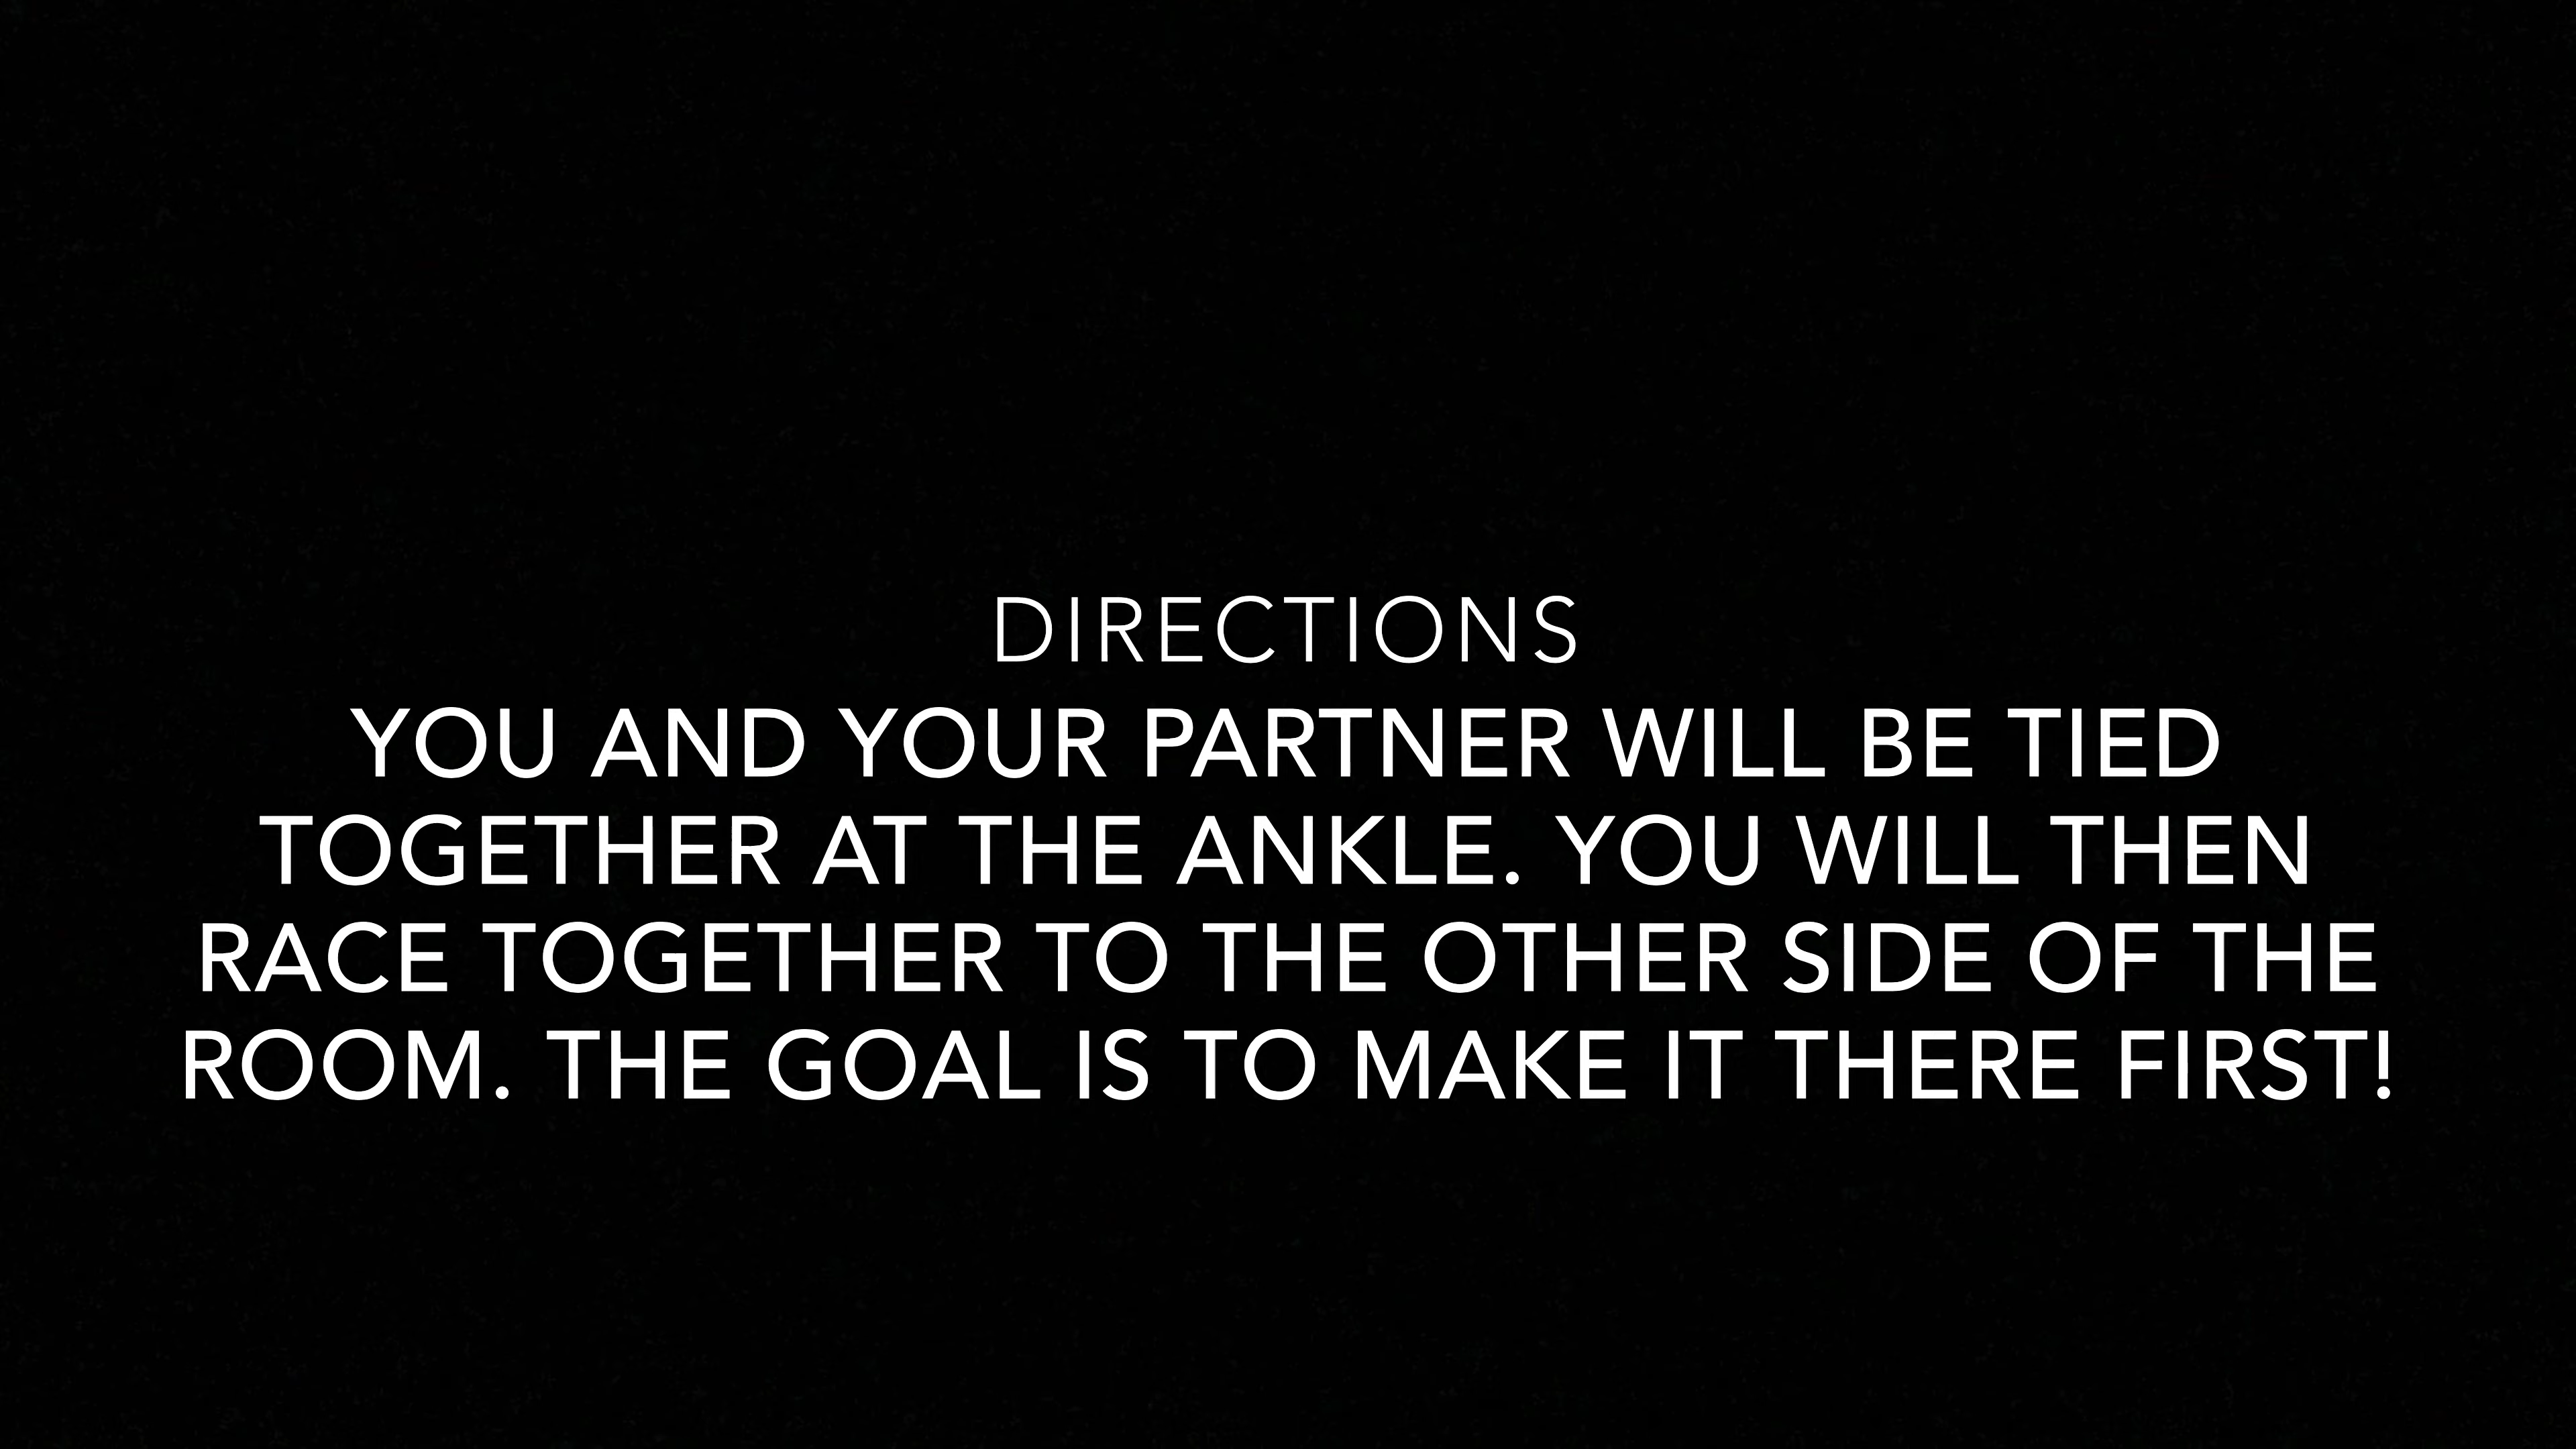 DIRECTIONS
YOU AND YOUR PARTNER WILL BE TIED
TOGETHER AT THE ANKLE. YOU WILL THEN
RACE TOGETHER TO THE OTHER SIDE OF THE
ROOM. THE GOAL IS TO MAKE IT THERE FIRST!